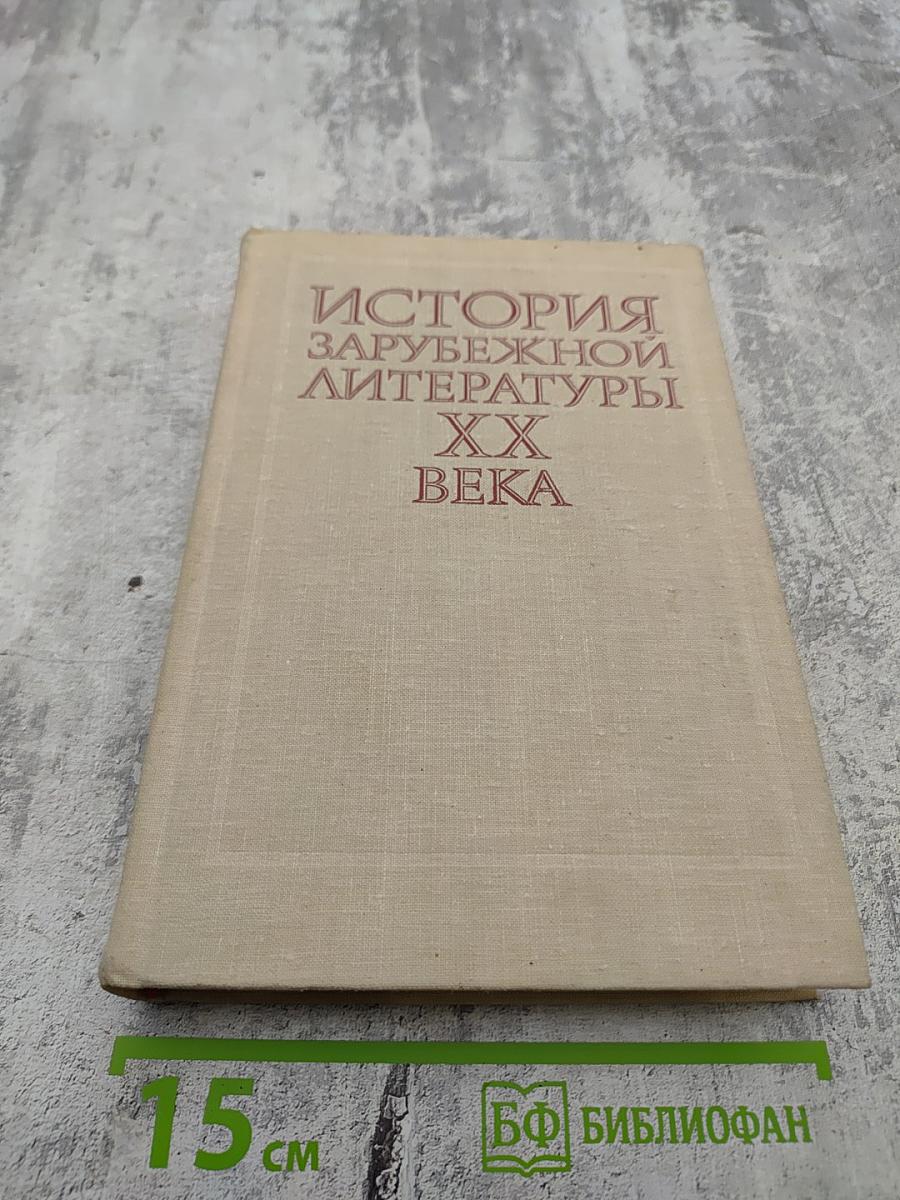 ИСТОРИЯ
ЗАРУБЕЖНОЙ
ЛИТЕРАТУРЫ
XX
ВЕКА
15 см
БФ БИБЛИОФАН